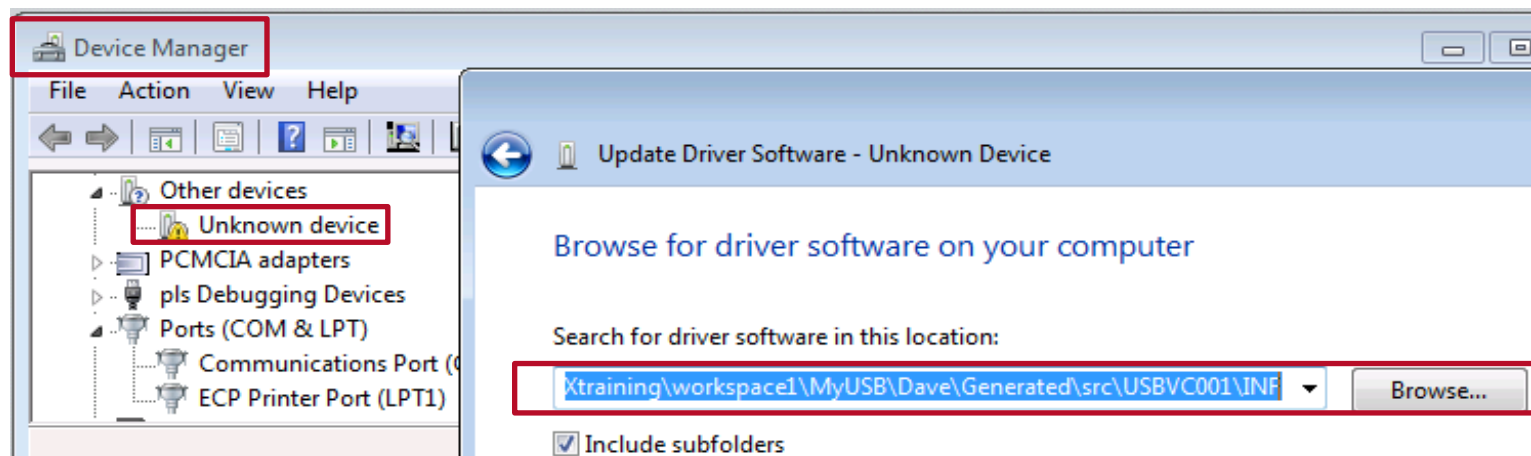 Device Manager
File Action View Help
Update Driver Software - Unknown Device
Other devices
Unknown device
PCMCIA adapters
pls Debugging Devices
Ports (COM & LPT)
Communications Port (
ECP Printer Port (LPT1)
Browse for driver software on your computer
Search for driver software in this location:
Xtraining\workspace1\MyUSB\Dave\Generated\src\USBVC001\INF
Browse...
Include subfolders